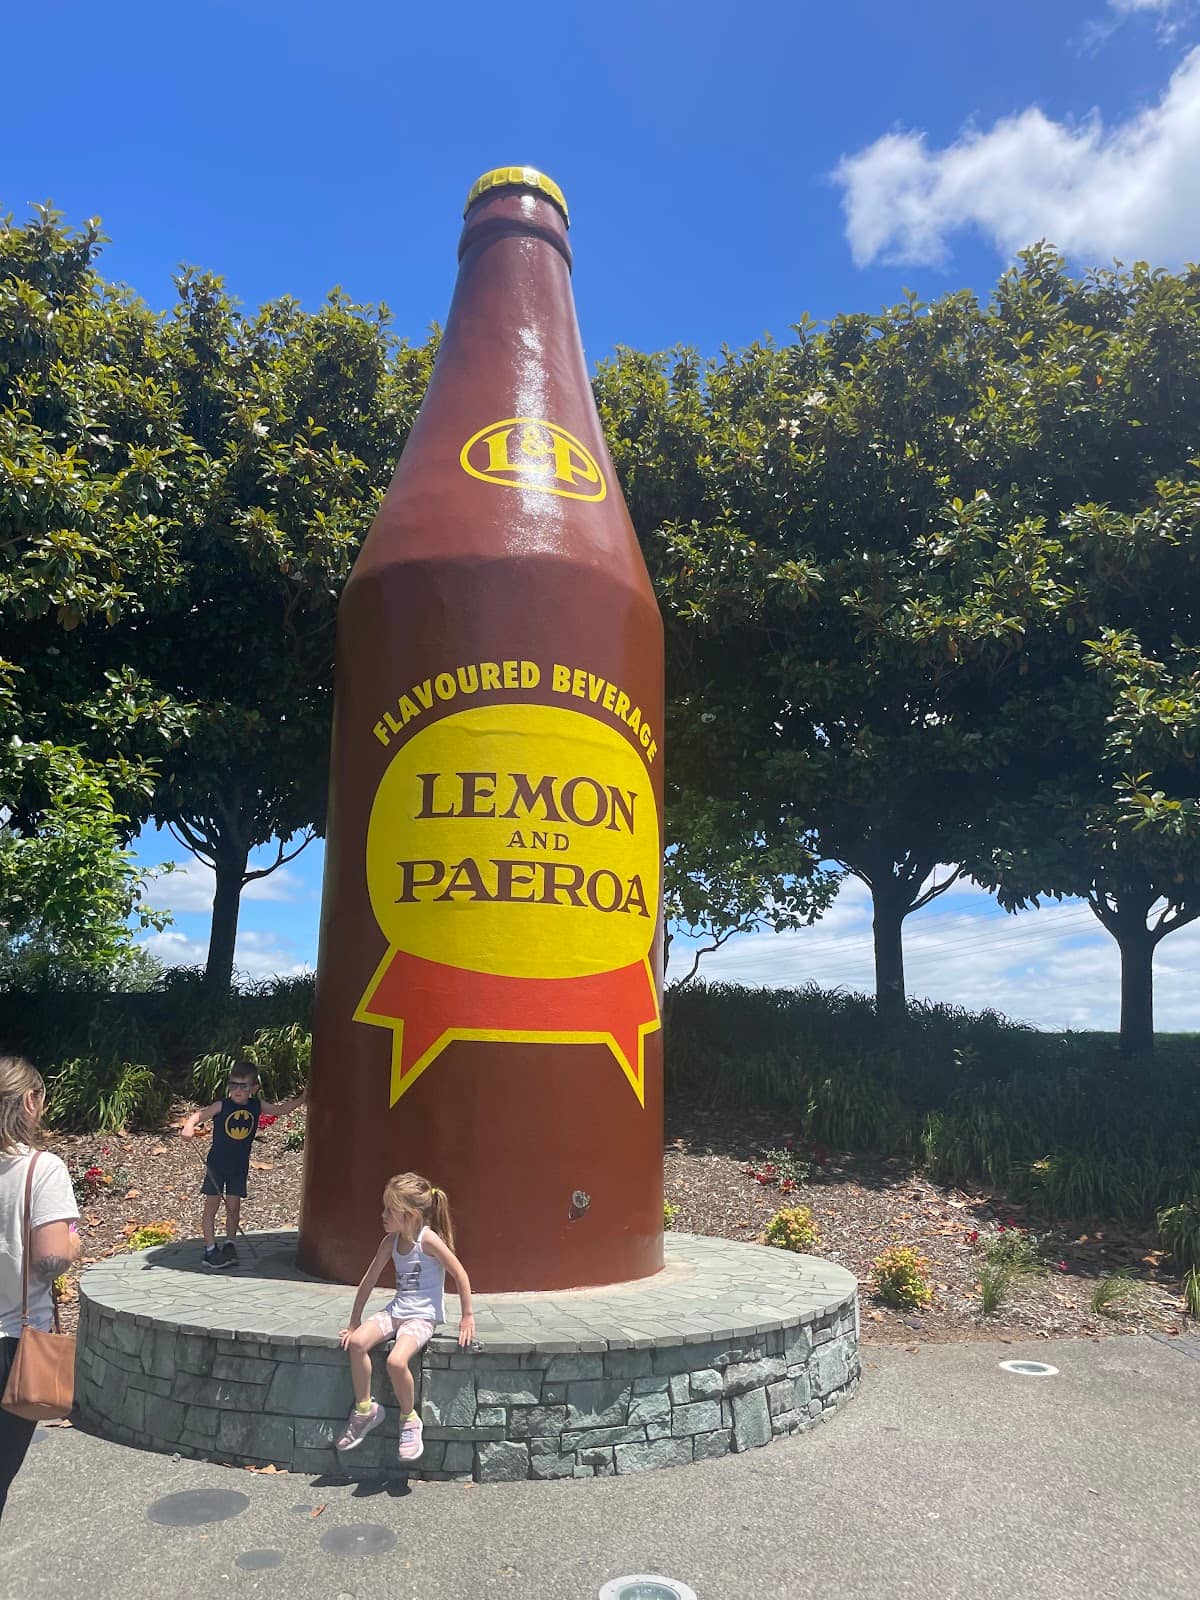 L&P
FLAVOURED BEVERAGE
LEMON
AND
PAEROA